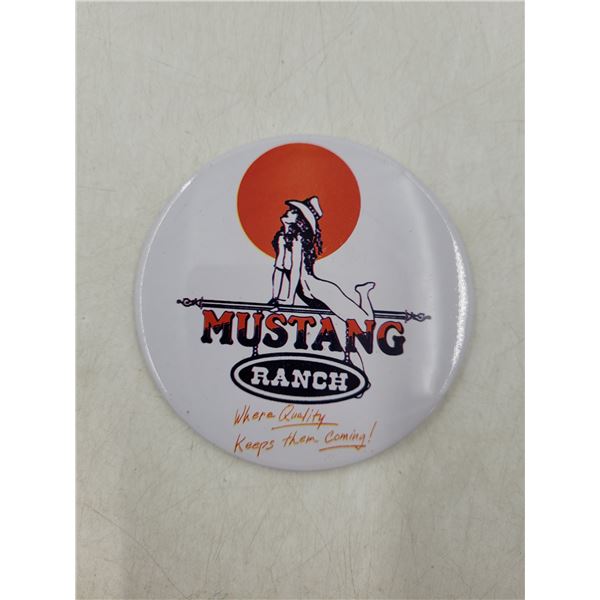 MUSTANG
RANCH
Where Quality
Keeps them Coming!